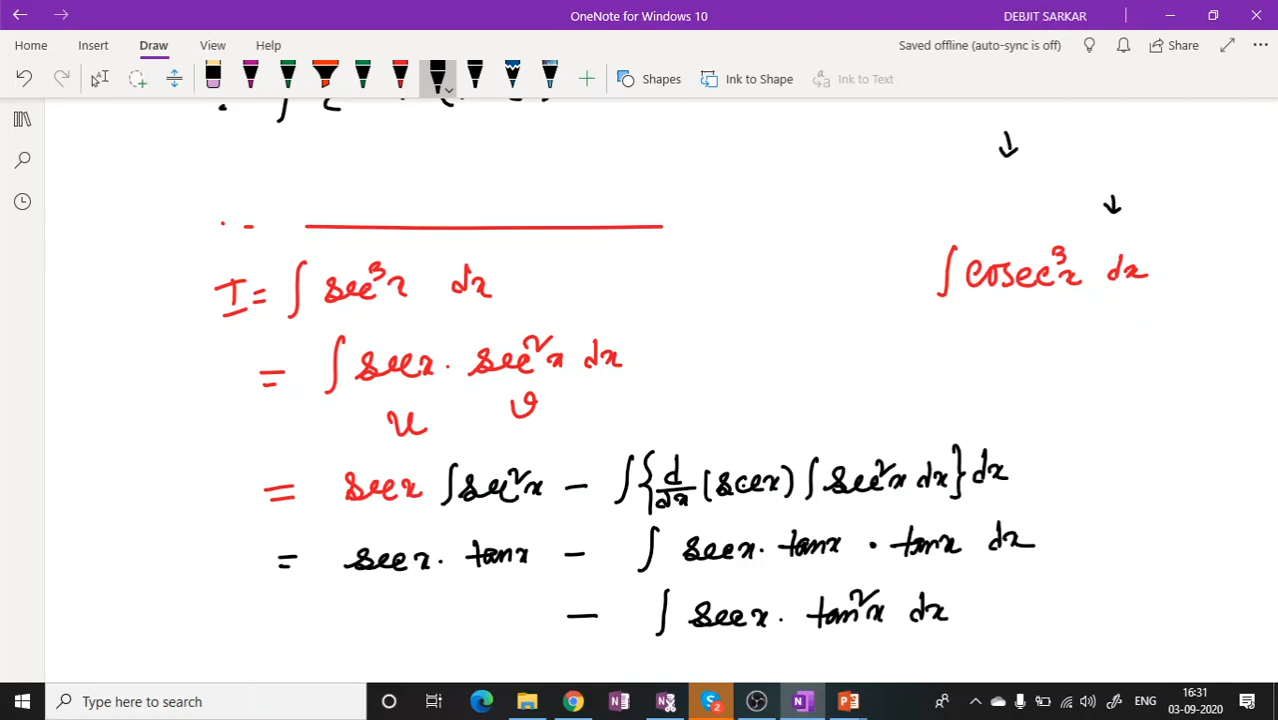 OneNote for Windows 10
DEBJIT SARKAR
Home Insert Draw View Help
Saved offline (auto-sync is off)
Share
Shapes
Ink to Shape
Ink to Text
I = ∫ sec³x dx
∫ cosec³x dx
= ∫ secx · sec²x dx
u v
= secx ∫sec²x − ∫{d/dx (secx) ∫ sec²x dx} dx
= secx · tanx − ∫ secx · tanx · tanx dx
− ∫ secx · tan²x dx
Type here to search
ENG
16:31
03-09-2020